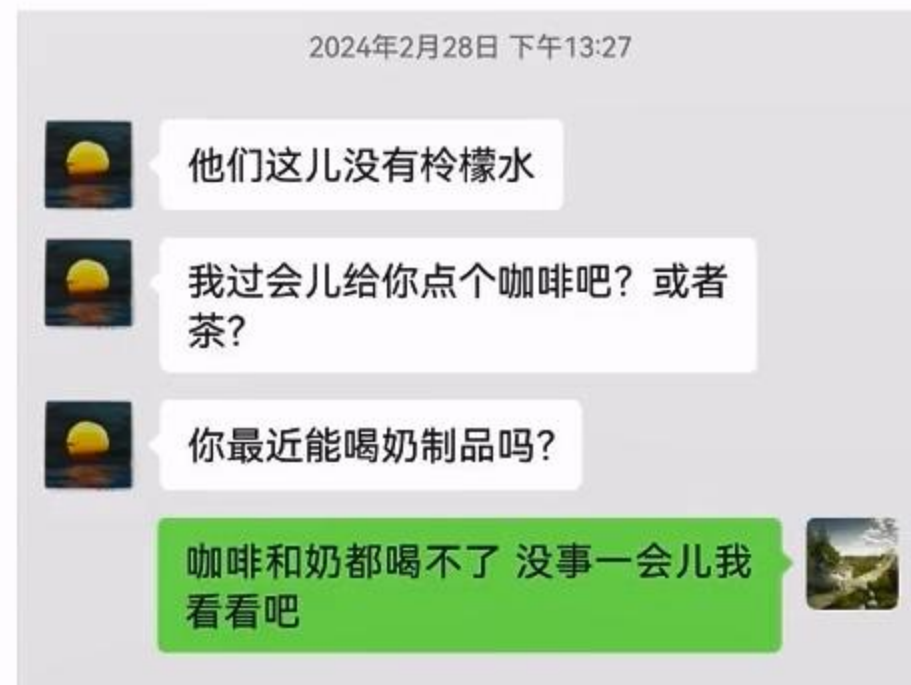 2024年2月28日 下午13:27
他们这儿没有柃檬水
我过会儿给你点个咖啡吧？或者
茶？
你最近能喝奶制品吗？
咖啡和奶都喝不了 没事一会儿我
看看吧